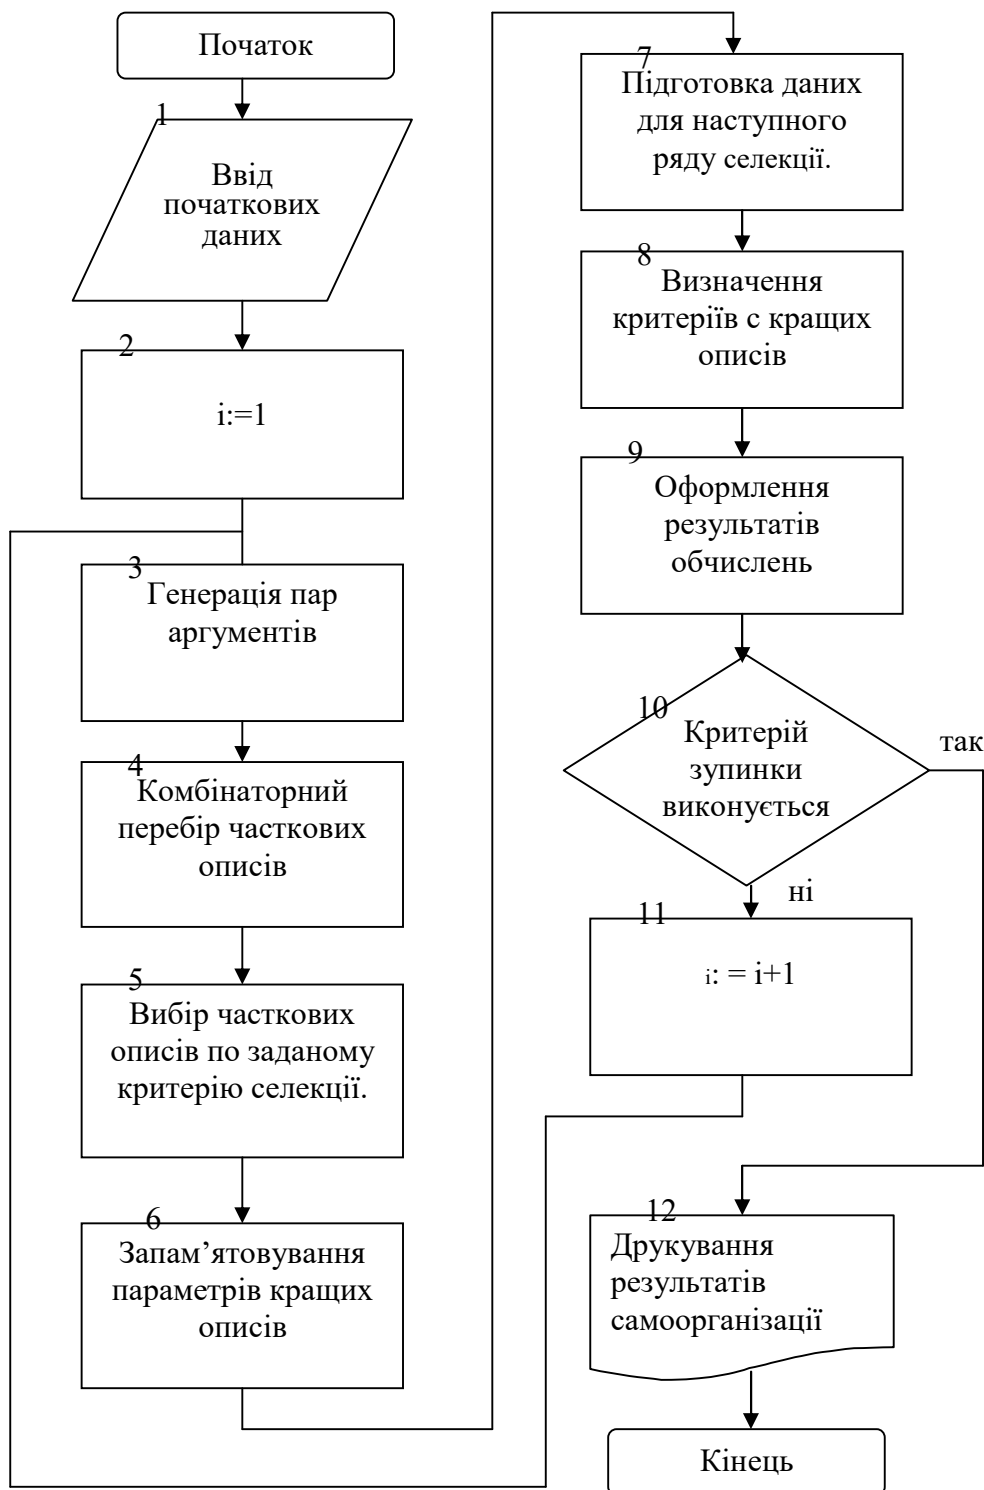 Початок
1
Ввід
початкових
даних
2
i:=1
3
Генерація пар
аргументів
4
Комбінаторний
перебір часткових
описів
5
Вибір часткових
описів по заданому
критерію селекції.
6
Запам’ятовування
параметрів кращих
описів
7
Підготовка даних
для наступного
ряду селекції.
8
Визначення
критеріїв с кращих
описів
9
Оформлення
результатів
обчислень
10
Критерій
зупинки
виконується
так
ні
11
i: = i+1
12
Друкування
результатів
самоорганізації
Кінець